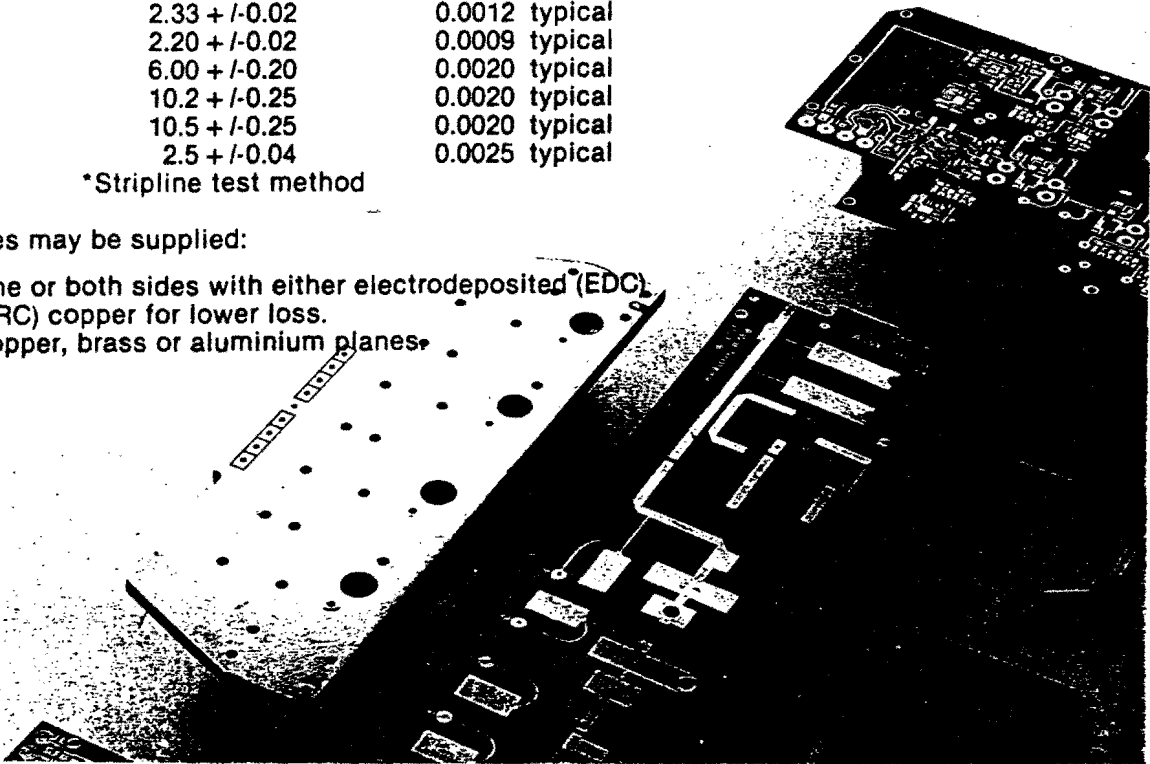 2.33 +/-0.02 0.0012 typical
2.20 +/-0.02 0.0009 typical
6.00 +/-0.20 0.0020 typical
10.2 +/-0.25 0.0020 typical
10.5 +/-0.25 0.0020 typical
2.5 +/-0.04 0.0025 typical
*Stripline test method
es may be supplied:
ne or both sides with either electrodeposited (EDC)
RC) copper for lower loss.
opper, brass or aluminium planes.